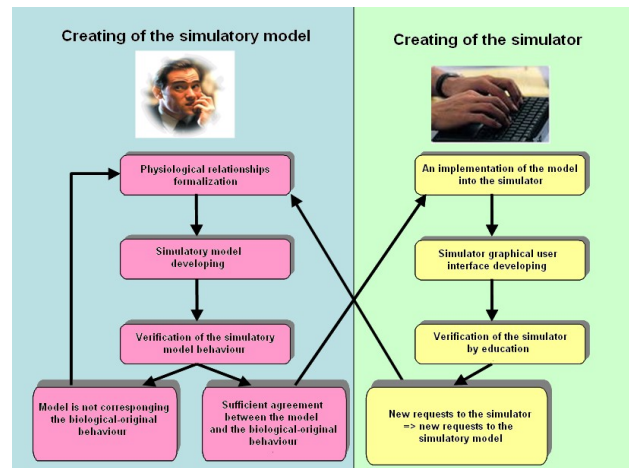 Creating of the simulatory model
Physiological relationships
formalization
Simulatory model
developing
Verification of the simulatory
model behaviour
Model is not corresponging
the biological-original
behaviour
Sufficient agreement
between the model
and the biological-original
behaviour
Creating of the simulator
An implementation of the model
into the simulator
Simulator graphical user
interface developing
Verification of the simulator
by education
New requests to the simulator
=> new requests to the
simulatory model